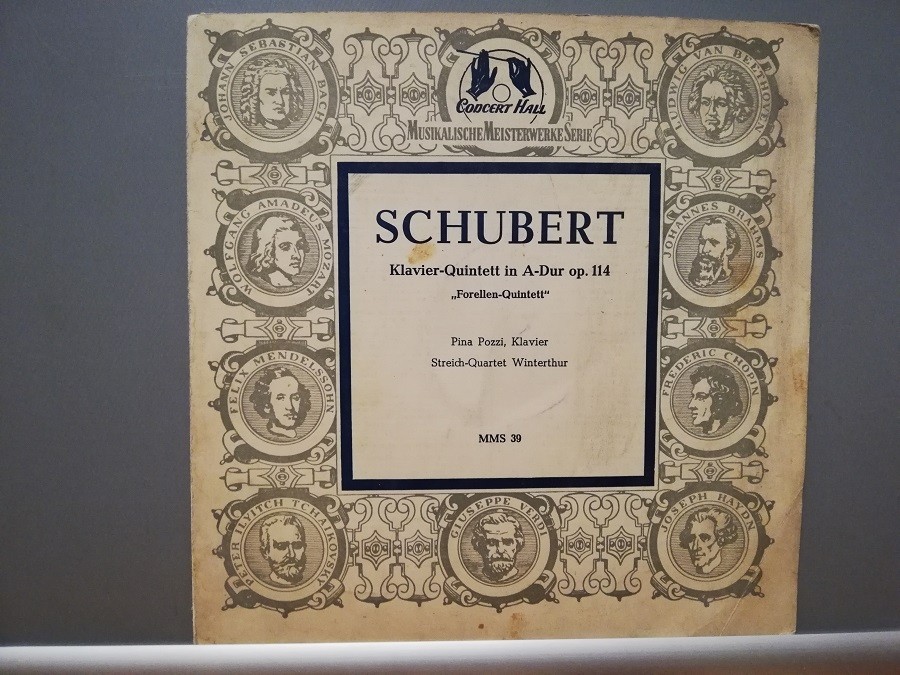 JOHANN SEBASTIAN BACH
CONCERT HALL
MUSIKALISCHE MEISTERWERKE SERIE
LUDWIG VAN BEETHOVEN
WOLFGANG AMADEUS MOZART
JOHANNES BRAHMS
SCHUBERT
Klavier-Quintett in A-Dur op. 114
„Forellen-Quintett“
Pina Pozzi, Klavier
Streich-Quartet Winterthur
MMS 39
FELIX MENDELSSOHN
FREDERIC CHOPIN
PETER ILJITCH TCHAIKOVSKY
GIUSEPPE VERDI
JOSEPH HAYDN